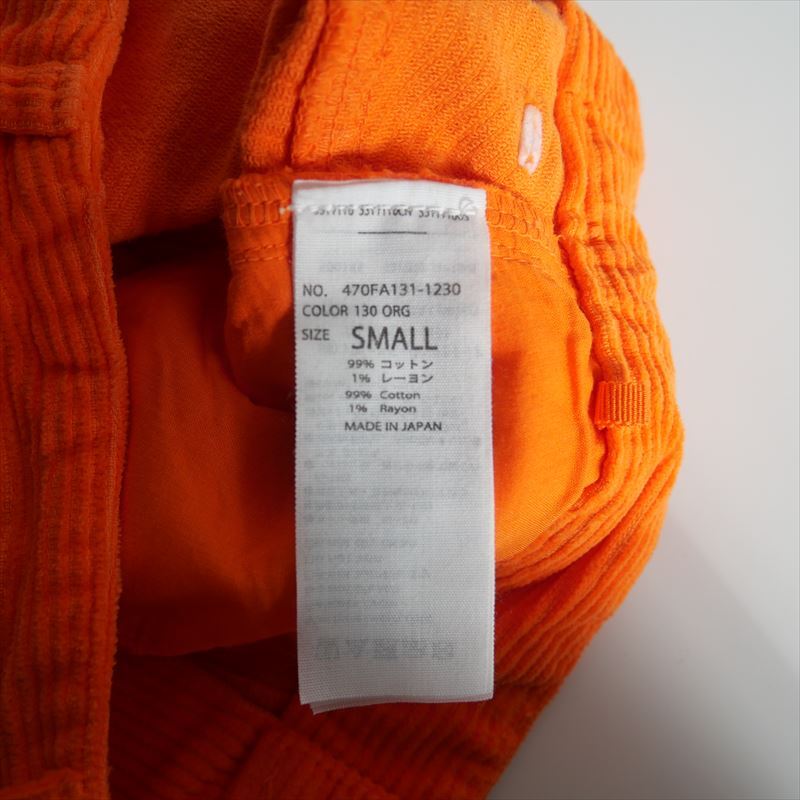 NO. 470FA131-1230
COLOR 130 ORG
SIZE SMALL
99% コットン
1% レーヨン
99% Cotton
1% Rayon
MADE IN JAPAN